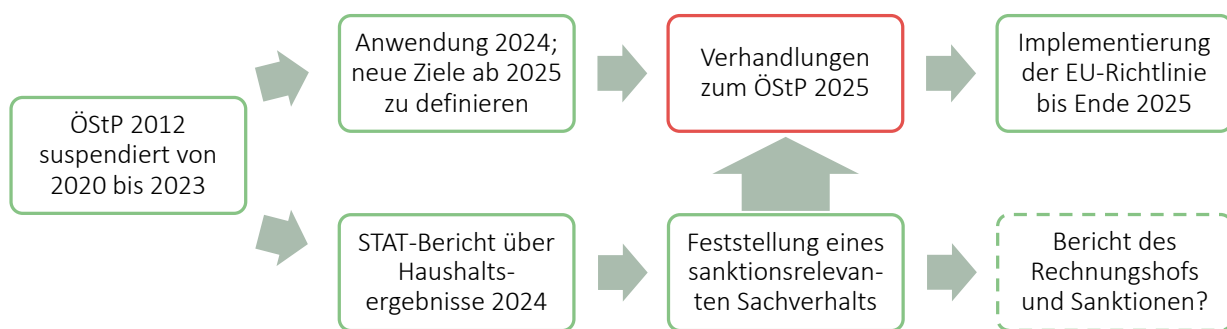 ÖStP 2012
suspendiert von
2020 bis 2023
Anwendung 2024;
neue Ziele ab 2025
zu definieren
Verhandlungen
zum ÖStP 2025
Implementierung
der EU-Richtlinie
bis Ende 2025
STAT-Bericht über
Haushalts-
ergebnisse 2024
Feststellung eines
sanktionsrelevan-
ten Sachverhalts
Bericht des
Rechnungshofs
und Sanktionen?